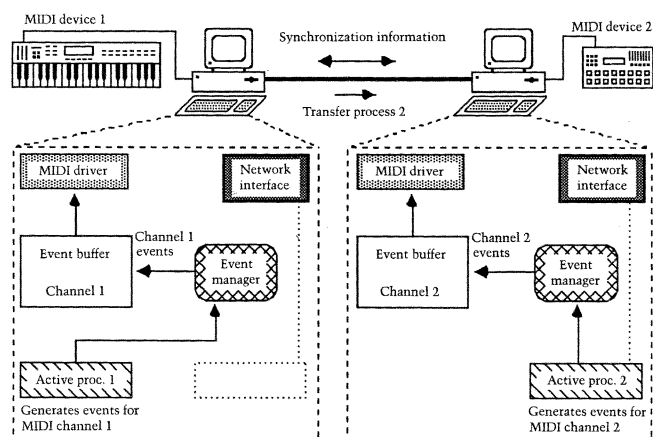 MIDI device 1
MIDI device 2
Synchronization information
Transfer process 2
MIDI driver
Network
interface
Channel 1
events
Event buffer
Channel 1
Event
manager
Active proc. 1
Generates events for
MIDI channel 1
MIDI driver
Network
interface
Channel 2
events
Event buffer
Channel 2
Event
manager
Active proc. 2
Generates events for
MIDI channel 2